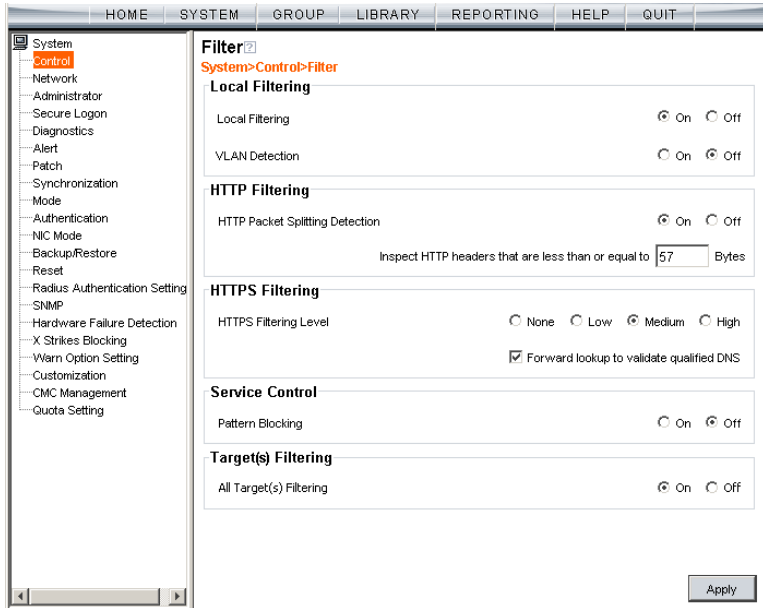 HOME SYSTEM GROUP LIBRARY REPORTING HELP QUIT
System
Control
Network
Administrator
Secure Logon
Diagnostics
Alert
Patch
Synchronization
Mode
Authentication
NIC Mode
Backup/Restore
Reset
Radius Authentication Setting
SNMP
Hardware Failure Detection
X Strikes Blocking
Warn Option Setting
Customization
CMC Management
Quota Setting
Filter ?
System>Control>Filter
Local Filtering
Local Filtering On Off
VLAN Detection On Off
HTTP Filtering
HTTP Packet Splitting Detection On Off
Inspect HTTP headers that are less than or equal to 57 Bytes
HTTPS Filtering
HTTPS Filtering Level None Low Medium High
Forward lookup to validate qualified DNS
Service Control
Pattern Blocking On Off
Target(s) Filtering
All Target(s) Filtering On Off
Apply